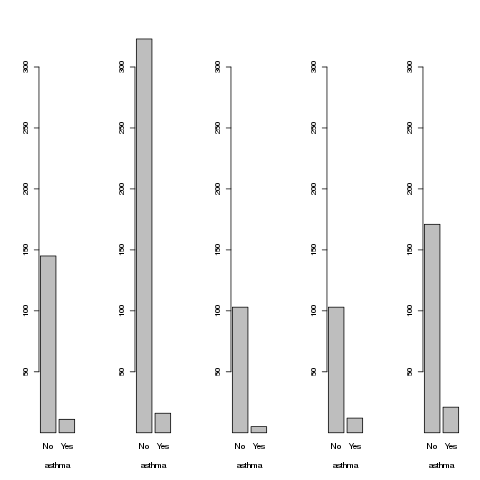 300 300 300 300 300
250 250 250 250 250
200 200 200 200 200
150 150 150 150 150
100 100 100 100 100
50 50 50 50 50
No Yes No Yes No Yes No Yes No Yes
asthma asthma asthma asthma asthma